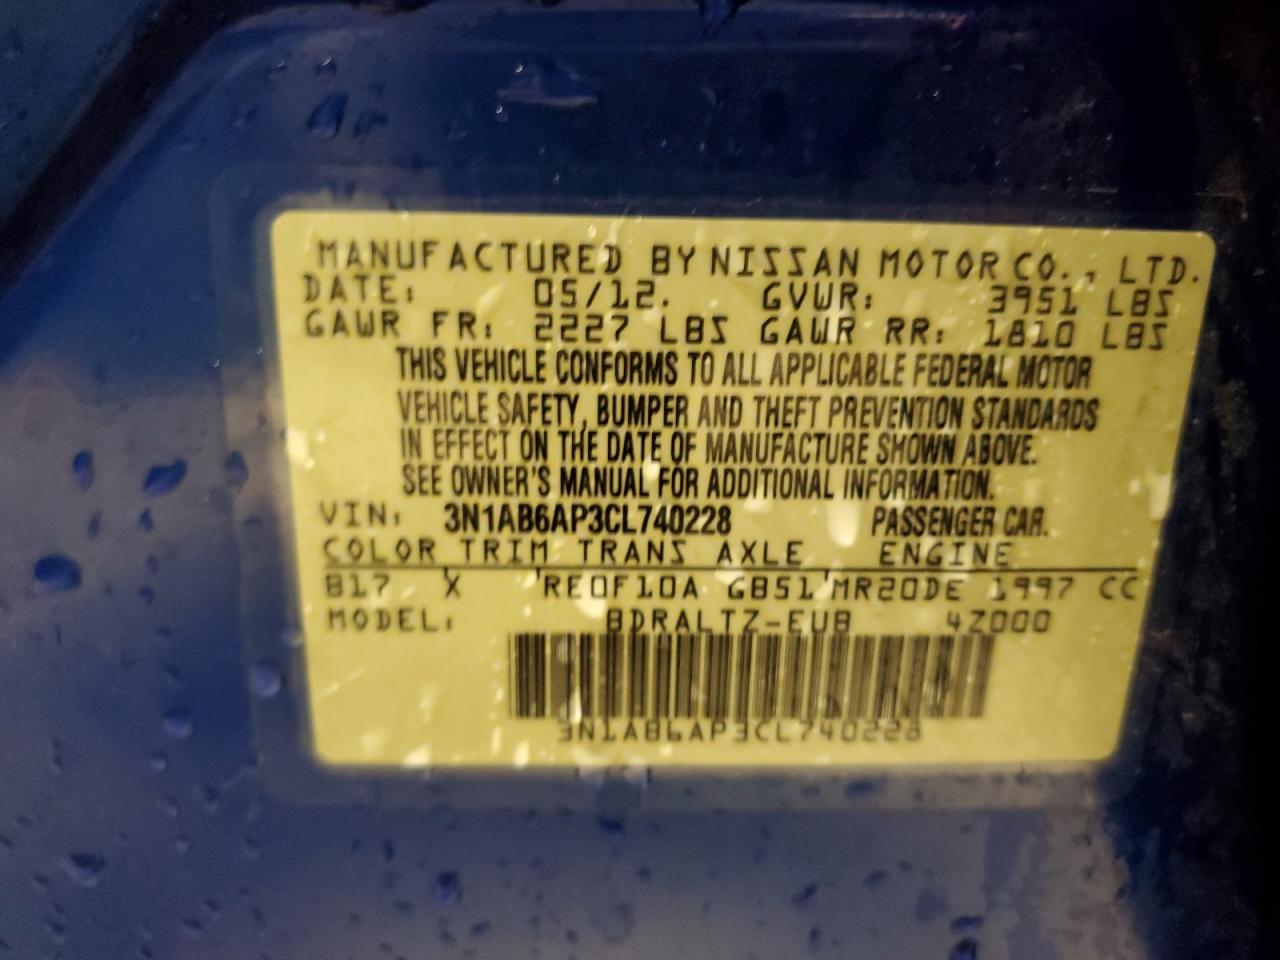 MANUFACTURED BY NISSAN MOTOR CO., LTD.
DATE: 05/12. GVWR: 3951 LBS
GAWR FR: 2227 LBS GAWR RR: 1810 LBS
THIS VEHICLE CONFORMS TO ALL APPLICABLE FEDERAL MOTOR
VEHICLE SAFETY, BUMPER AND THEFT PREVENTION STANDARDS
IN EFFECT ON THE DATE OF MANUFACTURE SHOWN ABOVE.
SEE OWNER'S MANUAL FOR ADDITIONAL INFORMATION.
VIN: 3N1AB6AP3CL740228 PASSENGER CAR.
COLOR TRIM TRANS AXLE ENGINE
B17 X RE0F10A GB51 MR20DE 1997 CC
MODEL: BDRALTZ-EUB 4Z000
3N1AB6AP3CL740228